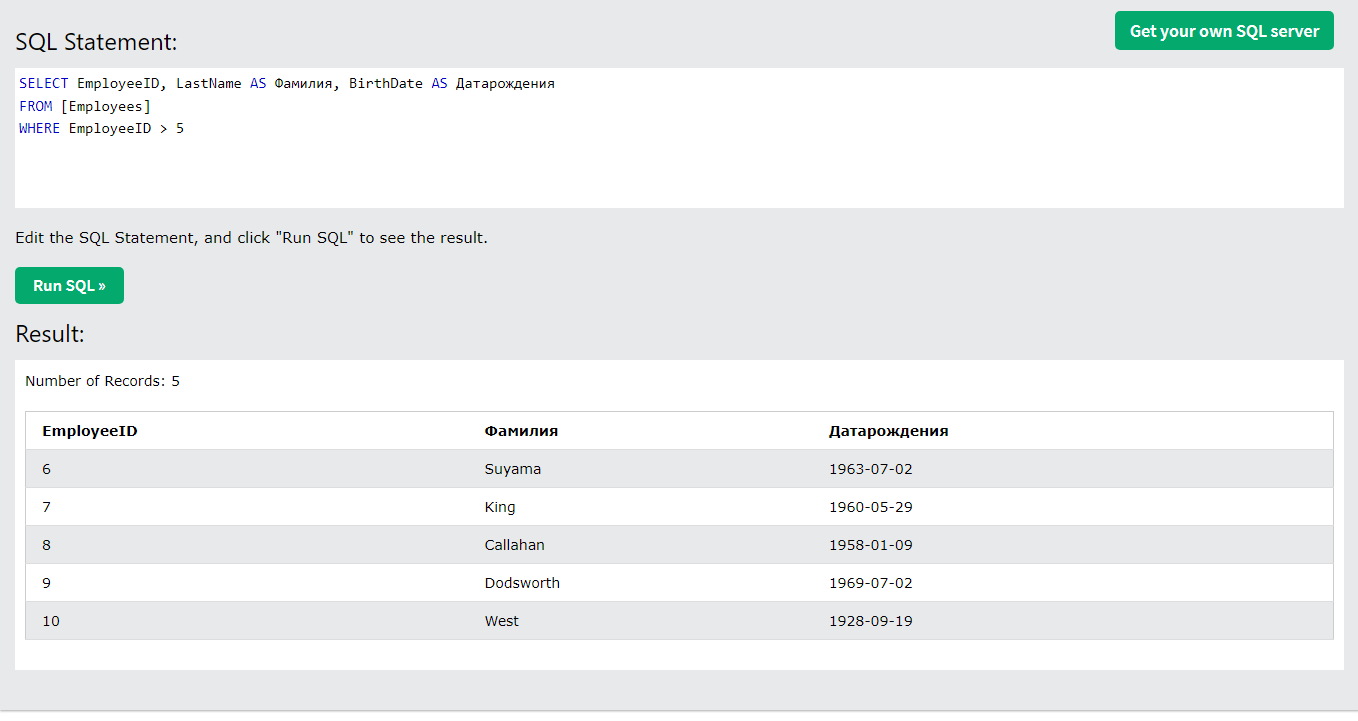 Get your own SQL server
SQL Statement:
SELECT EmployeeID, LastName AS Фамилия, BirthDate AS Датарождения
FROM [Employees]
WHERE EmployeeID > 5
Edit the SQL Statement, and click "Run SQL" to see the result.
Run SQL »
Result:
Number of Records: 5
EmployeeID Фамилия Датарождения
6 Suyama 1963-07-02
7 King 1960-05-29
8 Callahan 1958-01-09
9 Dodsworth 1969-07-02
10 West 1928-09-19